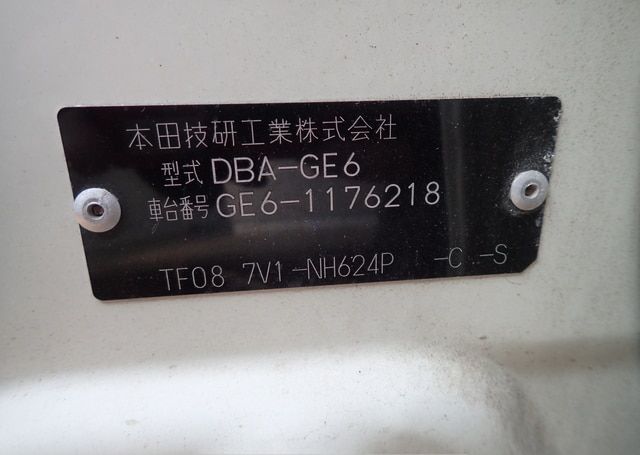 本田技研工業株式会社
型式 DBA-GE6
車台番号 GE6-1176218
TF08 7V1-NH624P -C -S